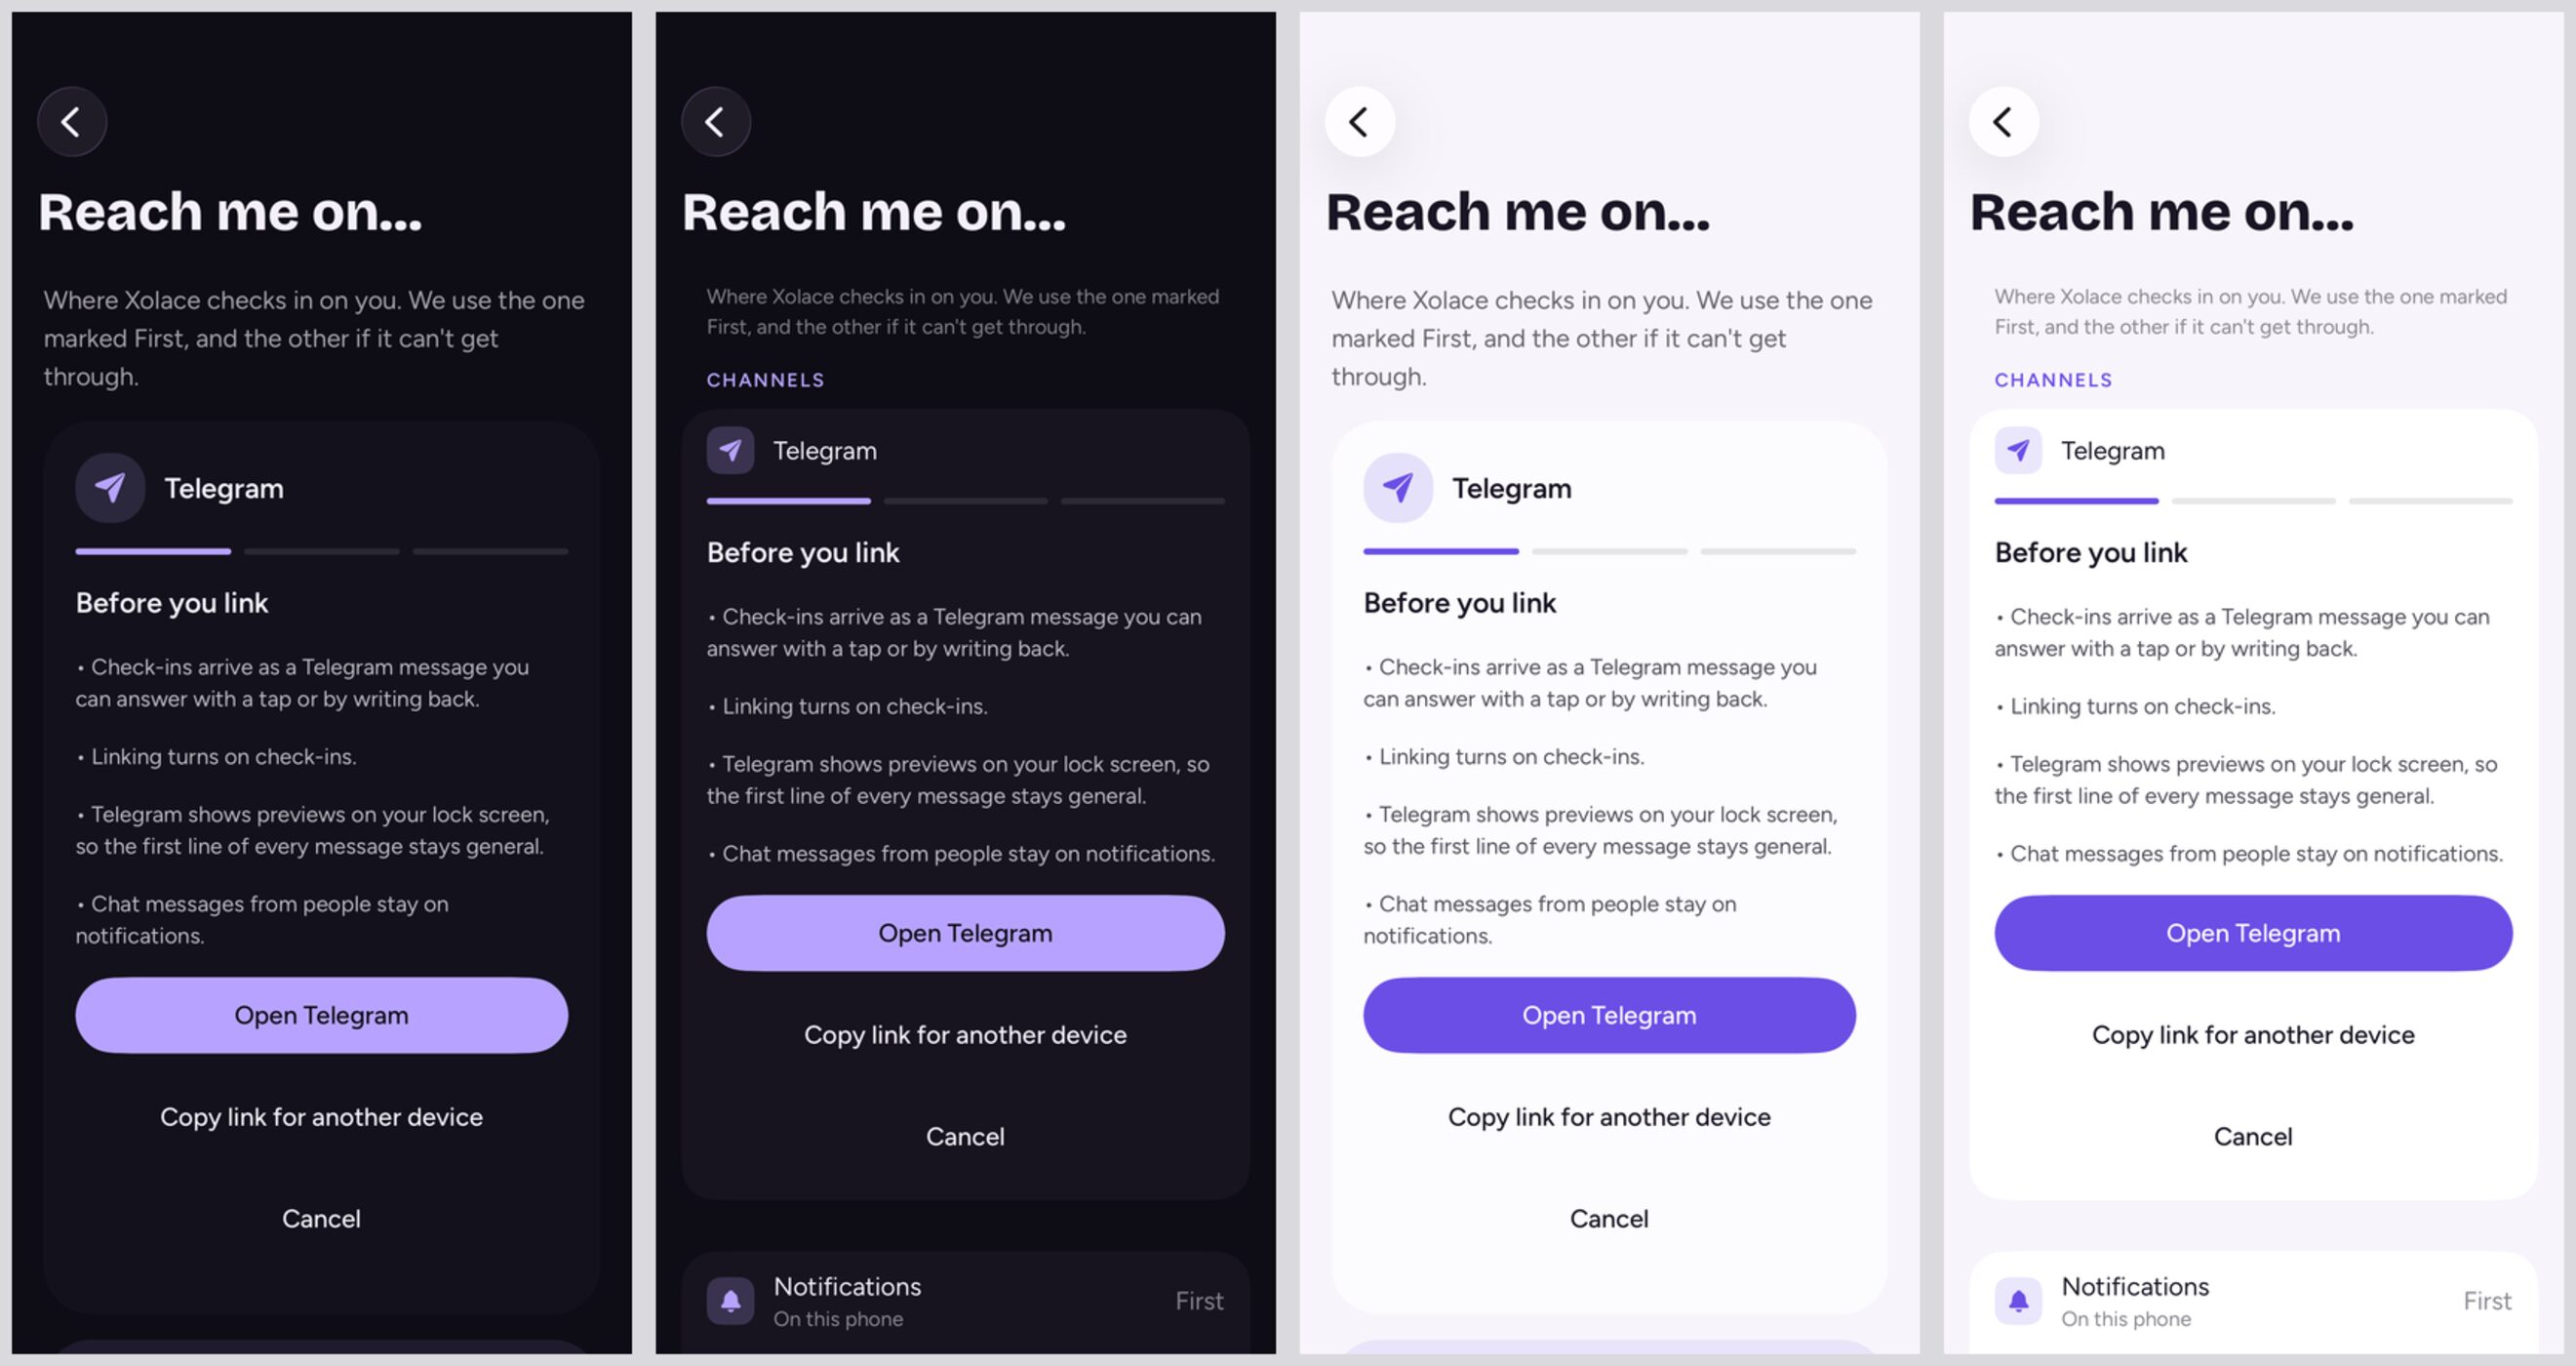 Reach me on...
Where Xolace checks in on you. We use the one
marked First, and the other if it can't get
through.
Telegram
Before you link
• Check-ins arrive as a Telegram message you
can answer with a tap or by writing back.
• Linking turns on check-ins.
• Telegram shows previews on your lock screen,
so the first line of every message stays general.
• Chat messages from people stay on
notifications.
Open Telegram
Copy link for another device
Cancel
Reach me on...
Where Xolace checks in on you. We use the one marked
First, and the other if it can't get through.
CHANNELS
Telegram
Before you link
• Check-ins arrive as a Telegram message you can
answer with a tap or by writing back.
• Linking turns on check-ins.
• Telegram shows previews on your lock screen, so
the first line of every message stays general.
• Chat messages from people stay on notifications.
Open Telegram
Copy link for another device
Cancel
Notifications
On this phone
First
Reach me on...
Where Xolace checks in on you. We use the one
marked First, and the other if it can't get
through.
Telegram
Before you link
• Check-ins arrive as a Telegram message you
can answer with a tap or by writing back.
• Linking turns on check-ins.
• Telegram shows previews on your lock screen,
so the first line of every message stays general.
• Chat messages from people stay on
notifications.
Open Telegram
Copy link for another device
Cancel
Reach me on...
Where Xolace checks in on you. We use the one marked
First, and the other if it can't get through.
CHANNELS
Telegram
Before you link
• Check-ins arrive as a Telegram message you can
answer with a tap or by writing back.
• Linking turns on check-ins.
• Telegram shows previews on your lock screen, so
the first line of every message stays general.
• Chat messages from people stay on notifications.
Open Telegram
Copy link for another device
Cancel
Notifications
On this phone
First